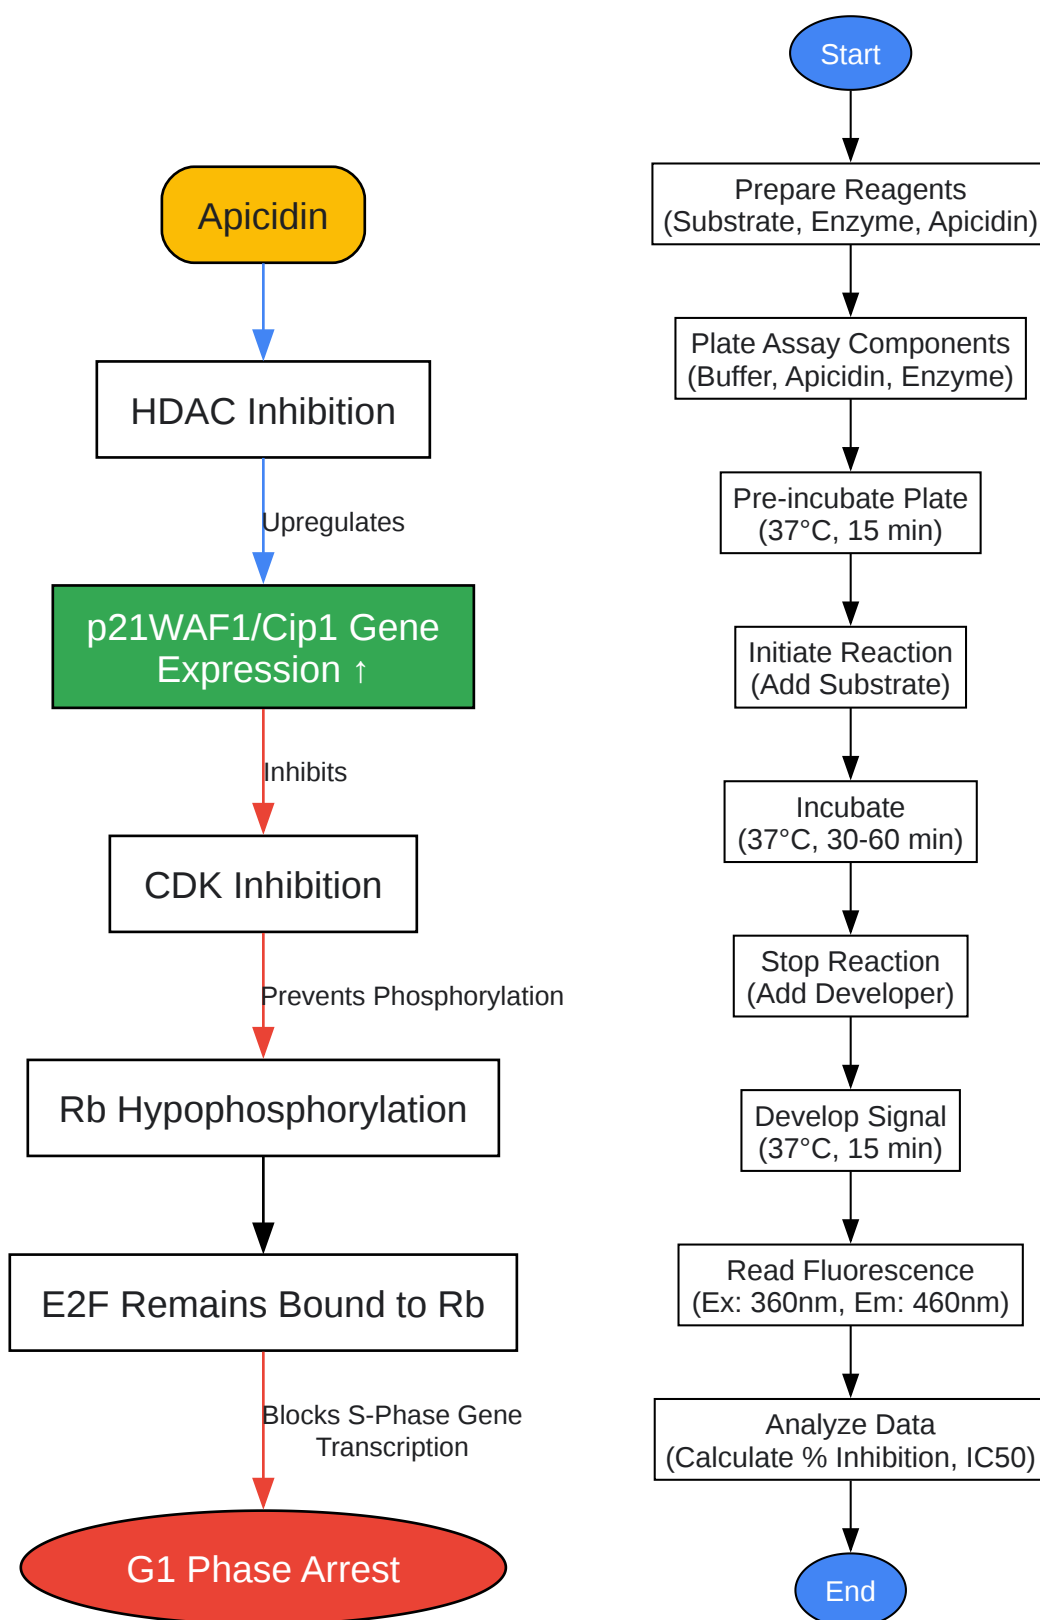 Apicidin
HDAC Inhibition
Upregulates
p21WAF1/Cip1 Gene
Expression ↑
Inhibits
CDK Inhibition
Prevents Phosphorylation
Rb Hypophosphorylation
E2F Remains Bound to Rb
Blocks S-Phase Gene
Transcription
G1 Phase Arrest
Start
Prepare Reagents
(Substrate, Enzyme, Apicidin)
Plate Assay Components
(Buffer, Apicidin, Enzyme)
Pre-incubate Plate
(37°C, 15 min)
Initiate Reaction
(Add Substrate)
Incubate
(37°C, 30-60 min)
Stop Reaction
(Add Developer)
Develop Signal
(37°C, 15 min)
Read Fluorescence
(Ex: 360nm, Em: 460nm)
Analyze Data
(Calculate % Inhibition, IC50)
End